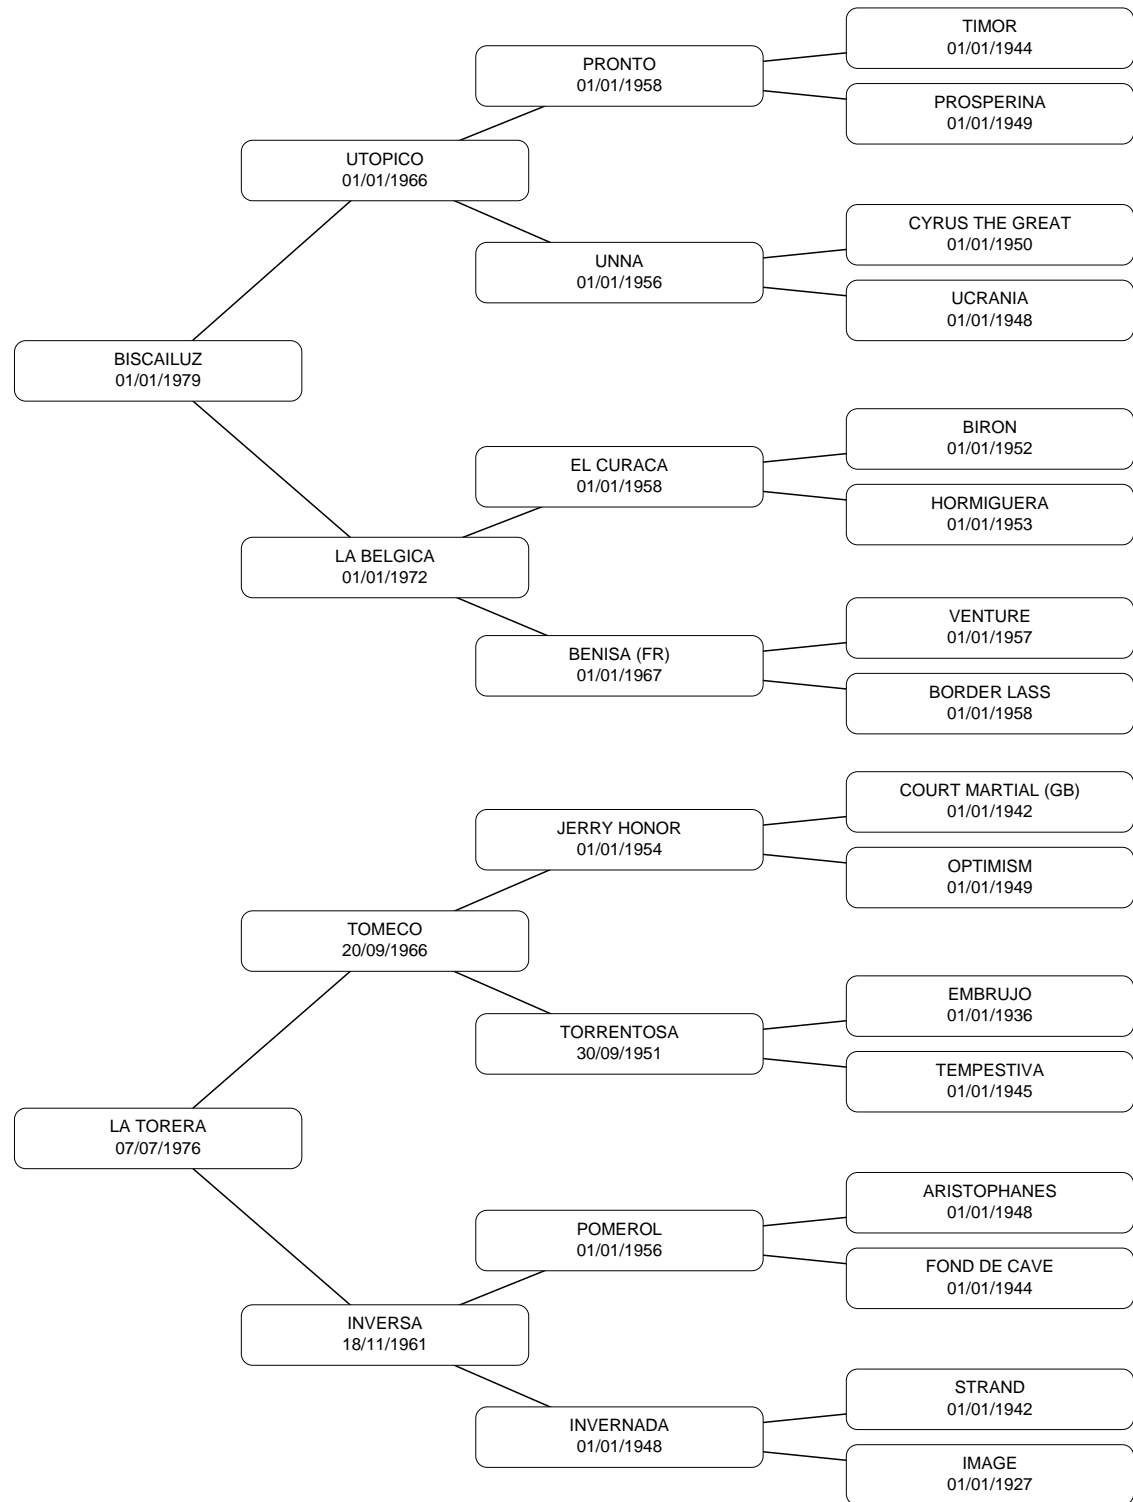 TIMOR
01/01/1944
PRONTO
01/01/1958
PROSPERINA
01/01/1949
UTOPICO
01/01/1966
CYRUS THE GREAT
01/01/1950
UNNA
01/01/1956
UCRANIA
01/01/1948
BISCAILUZ
01/01/1979
BIRON
01/01/1952
EL CURACA
01/01/1958
HORMIGUERA
01/01/1953
LA BELGICA
01/01/1972
VENTURE
01/01/1957
BENISA (FR)
01/01/1967
BORDER LASS
01/01/1958
COURT MARTIAL (GB)
01/01/1942
JERRY HONOR
01/01/1954
OPTIMISM
01/01/1949
TOMECO
20/09/1966
EMBRUJO
01/01/1936
TORRENTOSA
30/09/1951
TEMPESTIVA
01/01/1945
LA TORERA
07/07/1976
ARISTOPHANES
01/01/1948
POMEROL
01/01/1956
FOND DE CAVE
01/01/1944
INVERSA
18/11/1961
STRAND
01/01/1942
INVERNADA
01/01/1948
IMAGE
01/01/1927